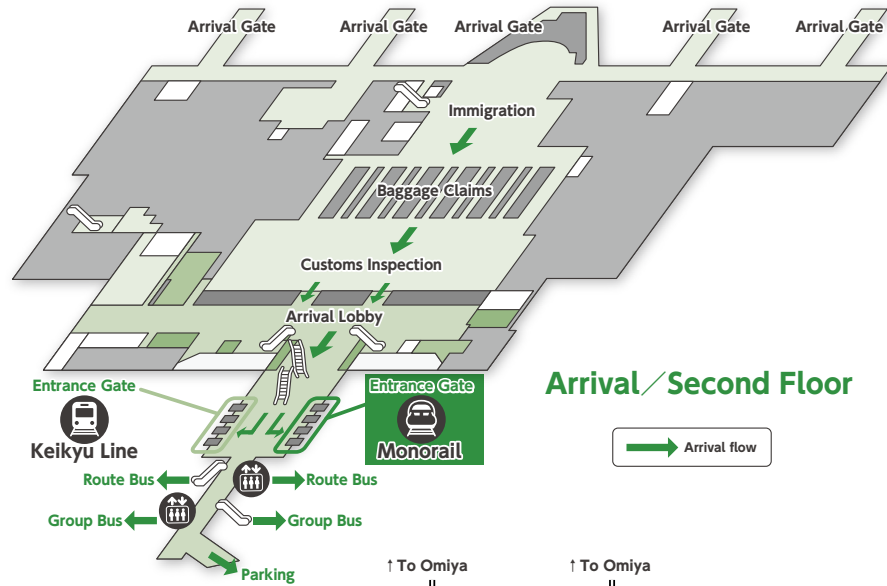 Arrival Gate
Arrival Gate
Arrival Gate
Arrival Gate
Arrival Gate
Immigration
Baggage Claims
Customs Inspection
Arrival Lobby
Entrance Gate
Keikyu Line
Entrance Gate
Monorail
Arrival／Second Floor
Arrival flow
Route Bus
Route Bus
Group Bus
Group Bus
Parking
↑To Omiya
↑To Omiya